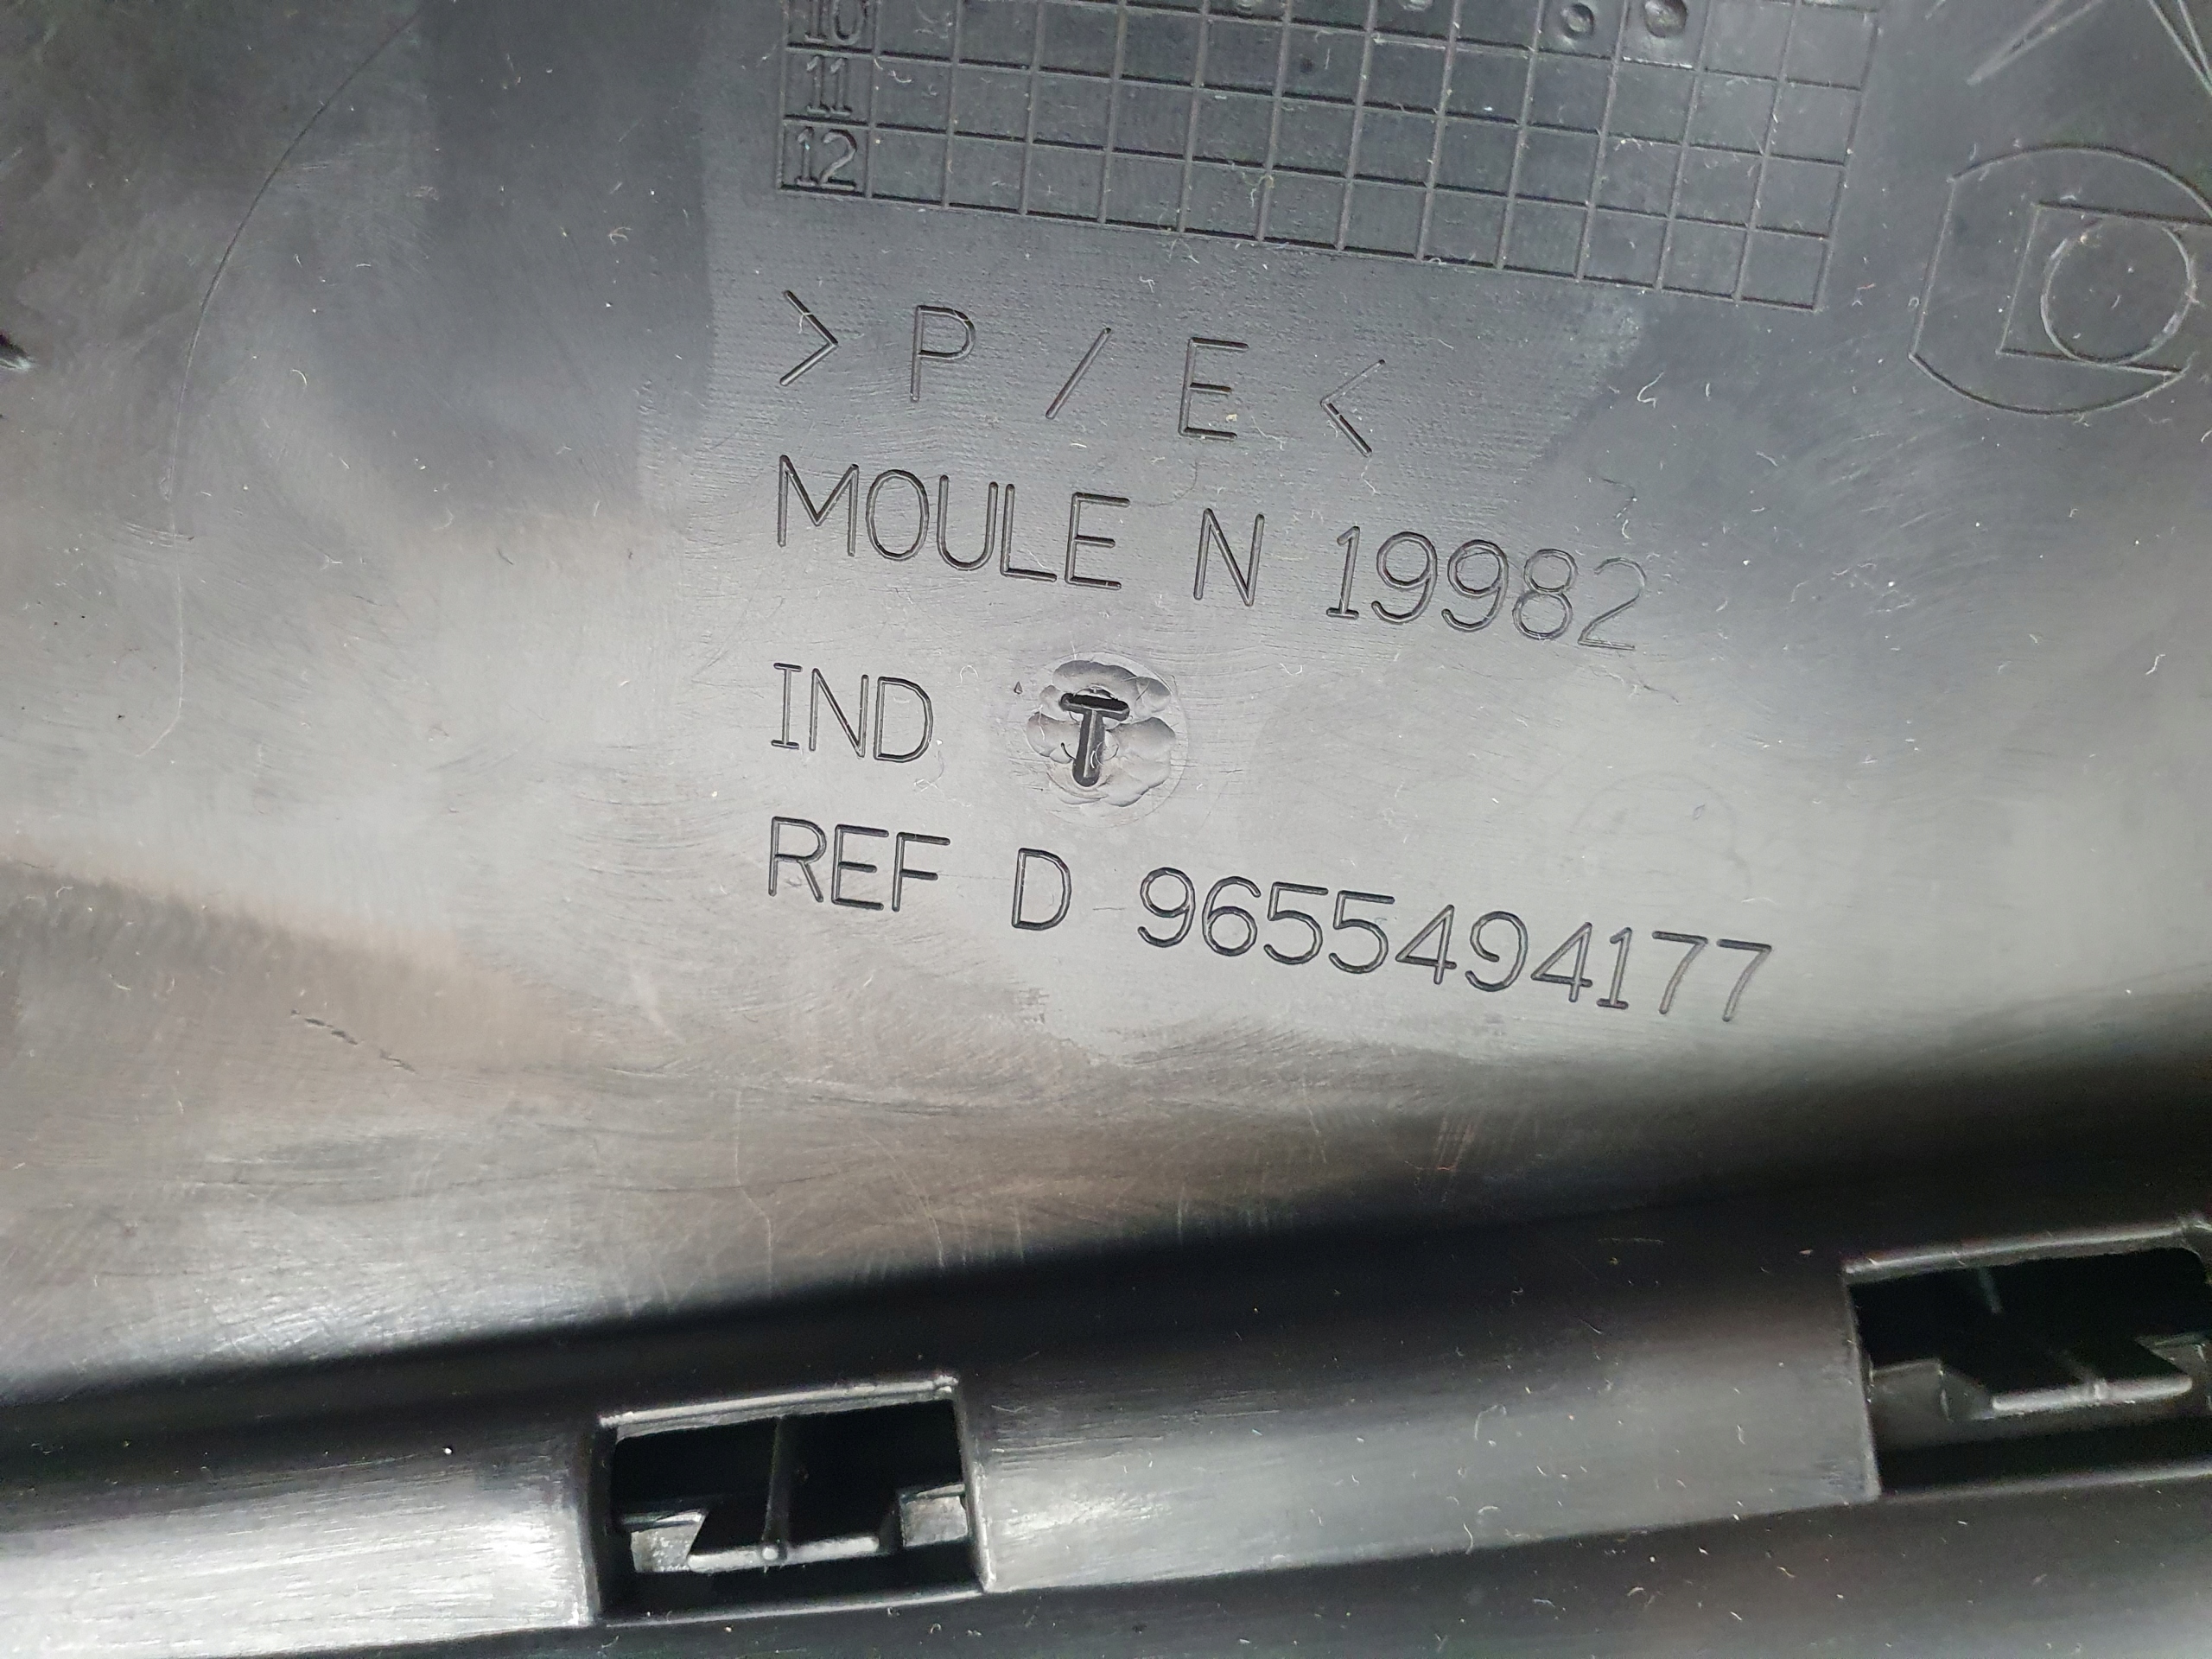 10
11
12
> P / E <
MOULE N 19982
IND T
REF D 9655494177